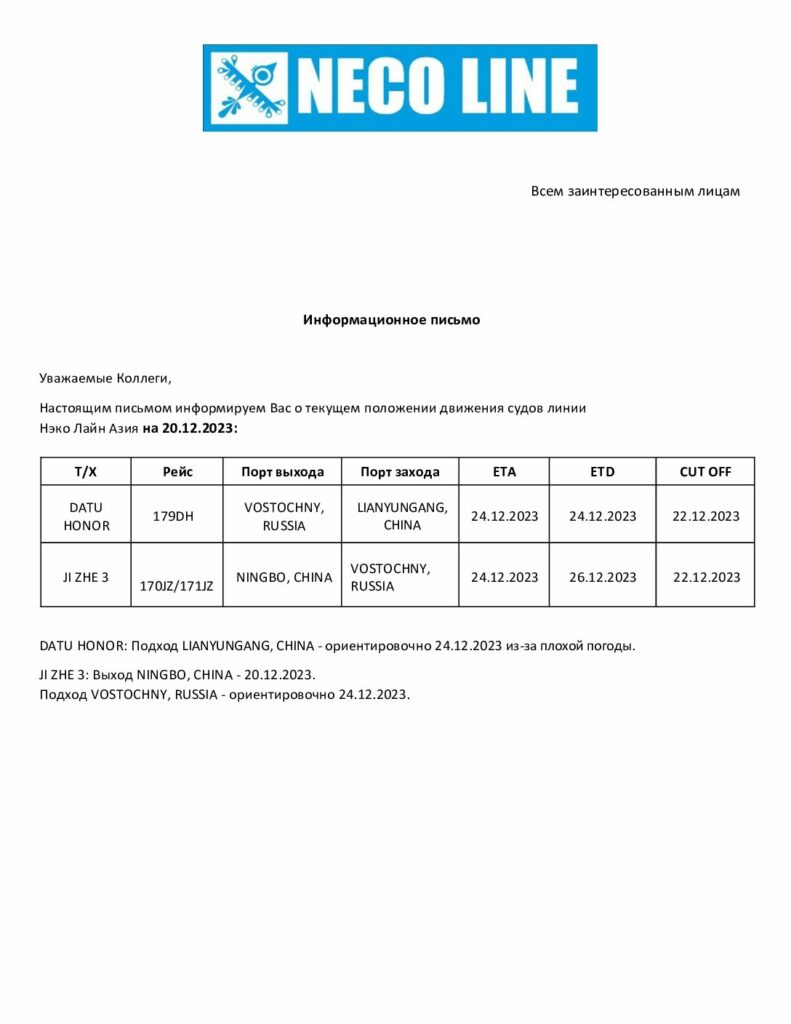 NECO LINE
Всем заинтересованным лицам
Информационное письмо
Уважаемые Коллеги,
Настоящим письмом информируем Вас о текущем положении движения судов линии
Нэко Лайн Азия на 20.12.2023:
Т/Х Рейс Порт выхода Порт захода ETA ETD CUT OFF
DATU HONOR 179DH VOSTOCHNY, RUSSIA LIANYUNGANG, CHINA 24.12.2023 24.12.2023 22.12.2023
JI ZHE 3 170JZ/171JZ NINGBO, CHINA VOSTOCHNY, RUSSIA 24.12.2023 26.12.2023 22.12.2023
DATU HONOR: Подход LIANYUNGANG, CHINA - ориентировочно 24.12.2023 из-за плохой погоды.
JI ZHE 3: Выход NINGBO, CHINA - 20.12.2023.
Подход VOSTOCHNY, RUSSIA - ориентировочно 24.12.2023.